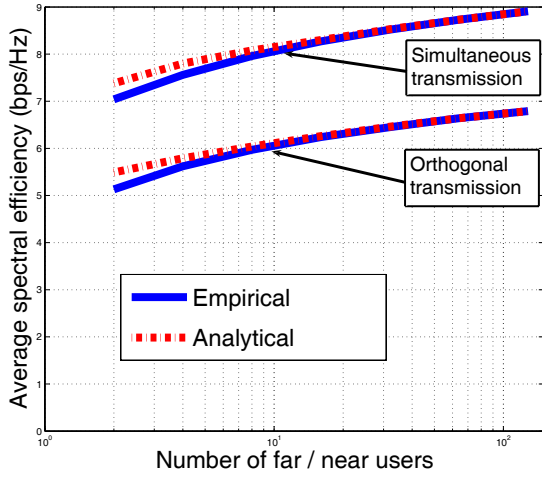 Average spectral efficiency (bps/Hz)
9
8
7
6
5
4
3
2
1
0
Simultaneous
transmission
Orthogonal
transmission
Empirical
Analytical
10^0
10^1
10^2
Number of far / near users